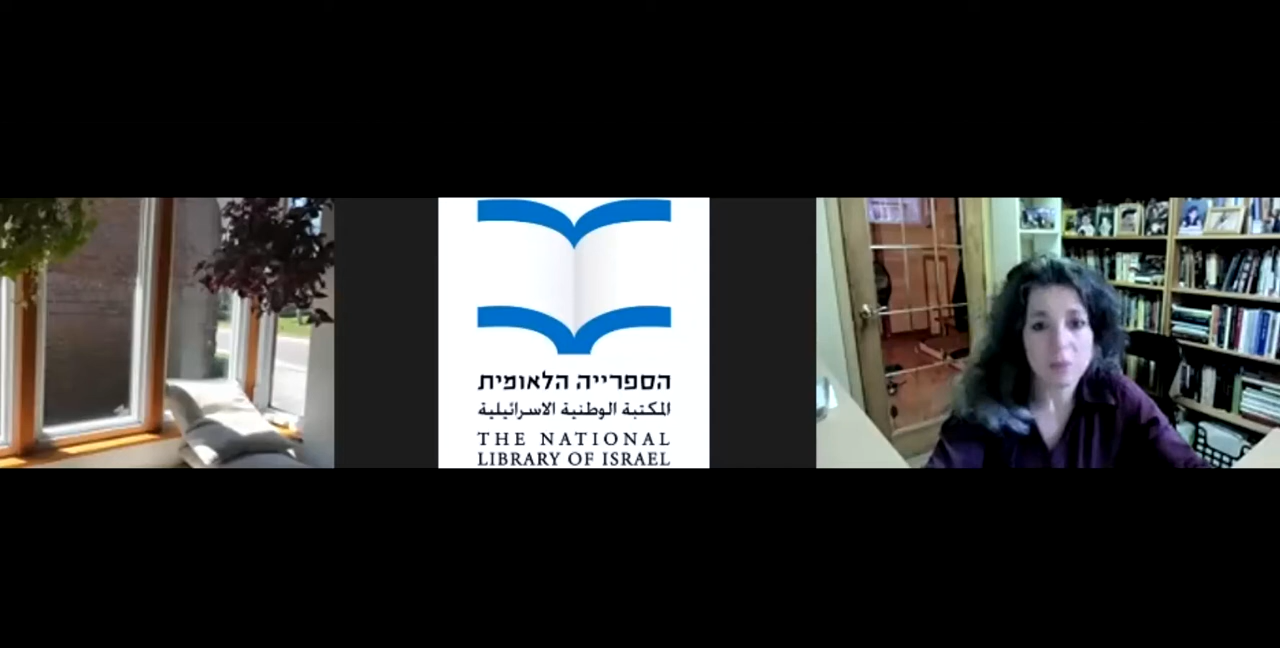 הספרייה הלאומית
المكتبة الوطنية الاسرائيلية
THE NATIONAL
LIBRARY OF ISRAEL